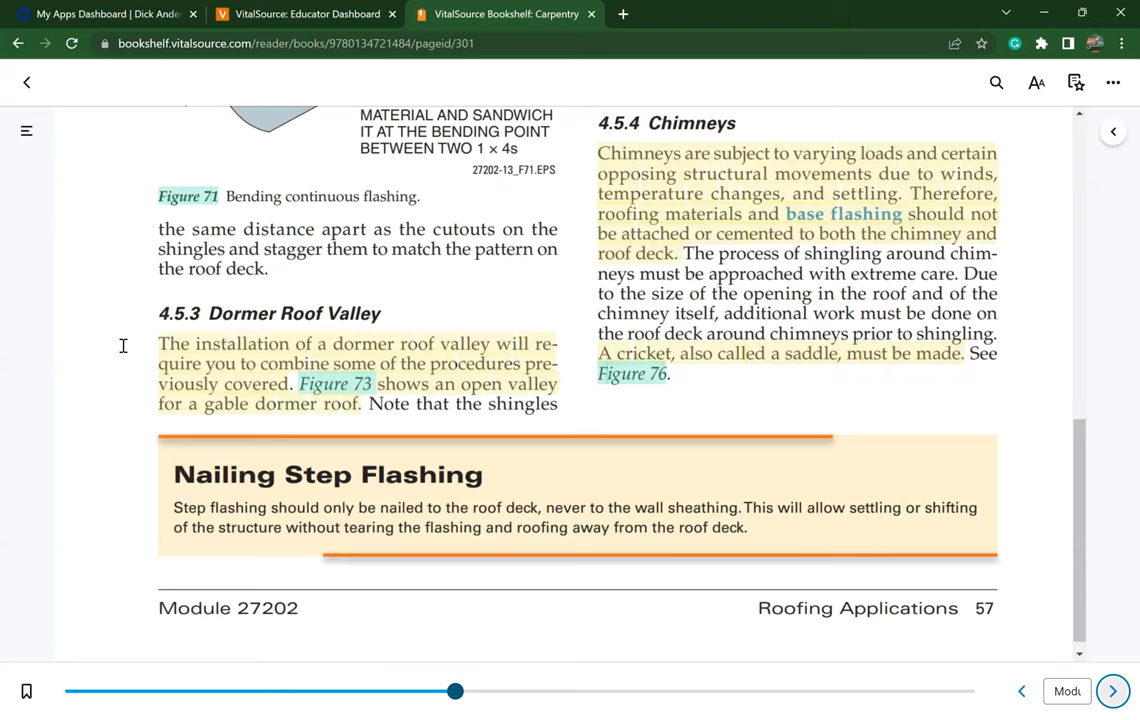 My Apps Dashboard | Dick Ander
VitalSource: Educator Dashboard
VitalSource Bookshelf: Carpentry
bookshelf.vitalsource.com/reader/books/9780134721484/pageid/301
MATERIAL AND SANDWICH
IT AT THE BENDING POINT
BETWEEN TWO 1 × 4s
27202-13_F71.EPS
Figure 71 Bending continuous flashing.
the same distance apart as the cutouts on the
shingles and stagger them to match the pattern on
the roof deck.
4.5.3 Dormer Roof Valley
The installation of a dormer roof valley will re-
quire you to combine some of the procedures pre-
viously covered. Figure 73 shows an open valley
for a gable dormer roof. Note that the shingles
4.5.4 Chimneys
Chimneys are subject to varying loads and certain
opposing structural movements due to winds,
temperature changes, and settling. Therefore,
roofing materials and base flashing should not
be attached or cemented to both the chimney and
roof deck. The process of shingling around chim-
neys must be approached with extreme care. Due
to the size of the opening in the roof and of the
chimney itself, additional work must be done on
the roof deck around chimneys prior to shingling.
A cricket, also called a saddle, must be made. See
Figure 76.
Nailing Step Flashing
Step flashing should only be nailed to the roof deck, never to the wall sheathing. This will allow settling or shifting
of the structure without tearing the flashing and roofing away from the roof deck.
Module 27202
Roofing Applications 57
Modu